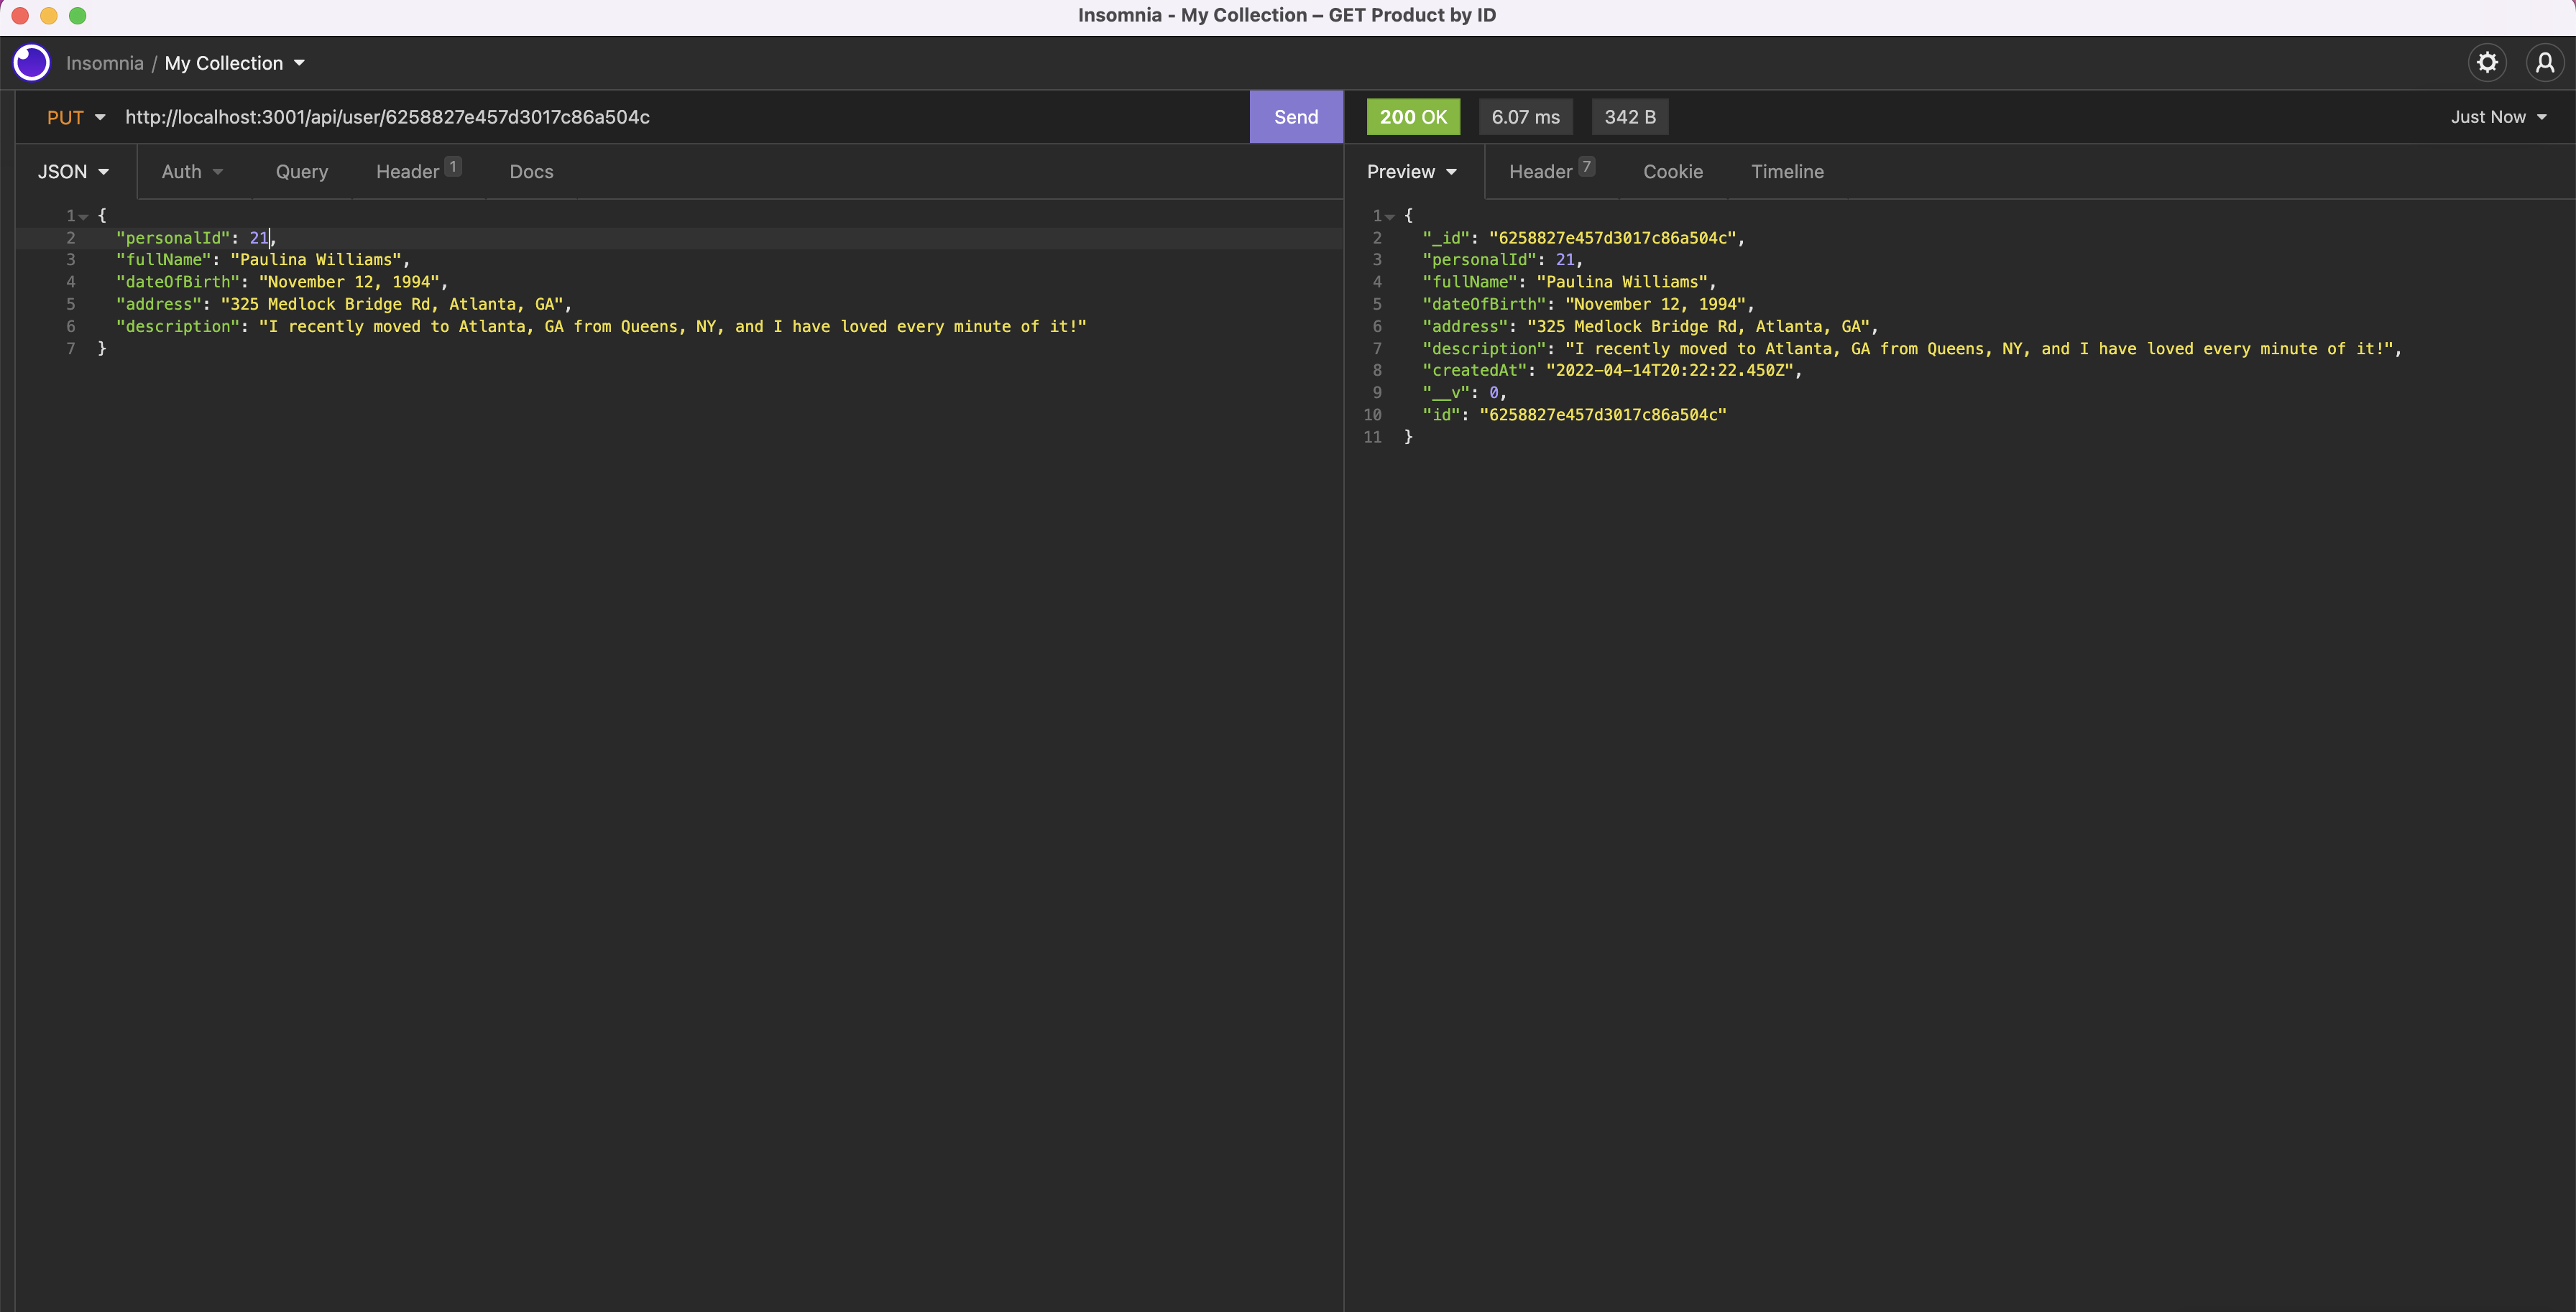 Insomnia - My Collection – GET Product by ID
Insomnia / My Collection
PUT http://localhost:3001/api/user/6258827e457d3017c86a504c Send
200 OK 6.07 ms 342 B Just Now
JSON Auth Query Header 1 Docs
1 {
2 "personalId": 21,
3 "fullName": "Paulina Williams",
4 "dateOfBirth": "November 12, 1994",
5 "address": "325 Medlock Bridge Rd, Atlanta, GA",
6 "description": "I recently moved to Atlanta, GA from Queens, NY, and I have loved every minute of it!"
7 }
Preview Header 7 Cookie Timeline
1 {
2 "_id": "6258827e457d3017c86a504c",
3 "personalId": 21,
4 "fullName": "Paulina Williams",
5 "dateOfBirth": "November 12, 1994",
6 "address": "325 Medlock Bridge Rd, Atlanta, GA",
7 "description": "I recently moved to Atlanta, GA from Queens, NY, and I have loved every minute of it!",
8 "createdAt": "2022-04-14T20:22:22.450Z",
9 "__v": 0,
10 "id": "6258827e457d3017c86a504c"
11 }